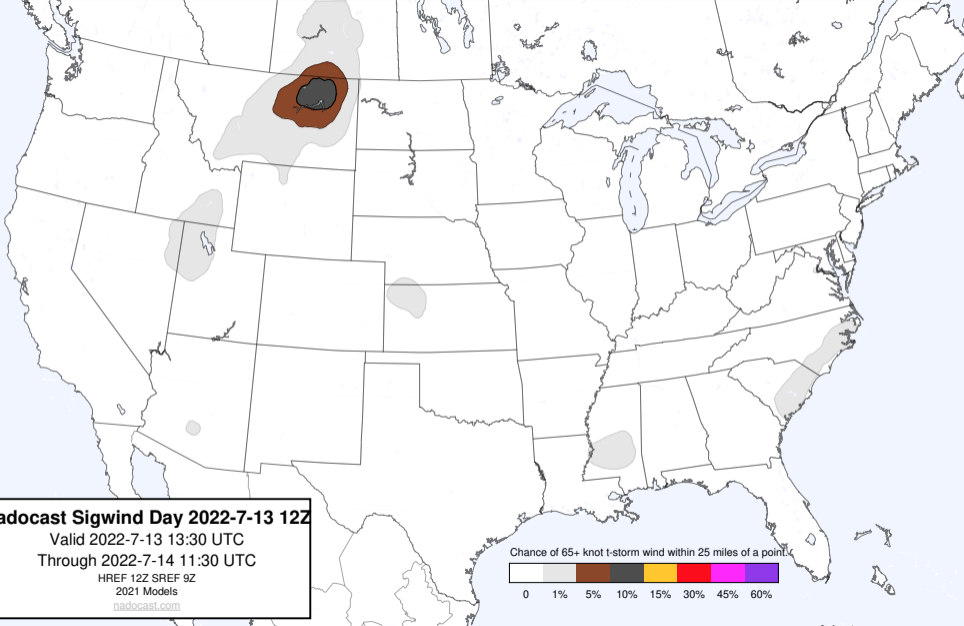 adocast Sigwind Day 2022-7-13 12Z
Valid 2022-7-13 13:30 UTC
Through 2022-7-14 11:30 UTC
HREF 12Z SREF 9Z
2021 Models
nadocast.com
Chance of 65+ knot t-storm wind within 25 miles of a point.
0 1% 5% 10% 15% 30% 45% 60%